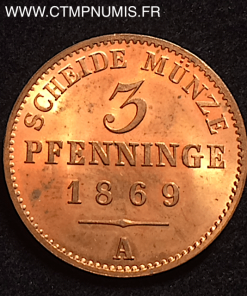 WWW.CTMPNUMIS.FR
SCHEIDE MÜNZE
3
PFENNINGE
1869
A